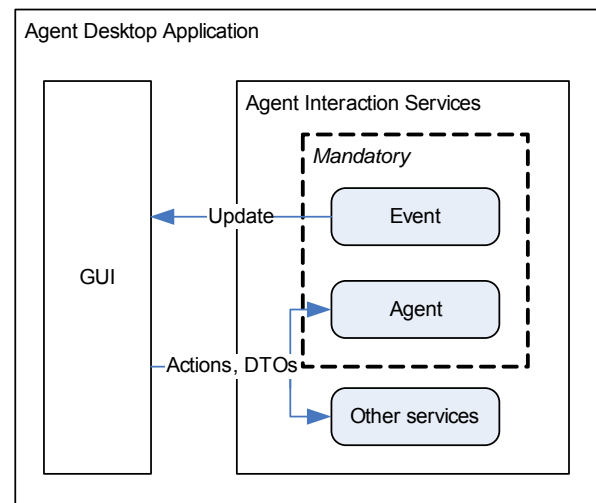 Agent Desktop Application
Agent Interaction Services
Mandatory
Event
Update
GUI
Agent
Actions, DTOs
Other services